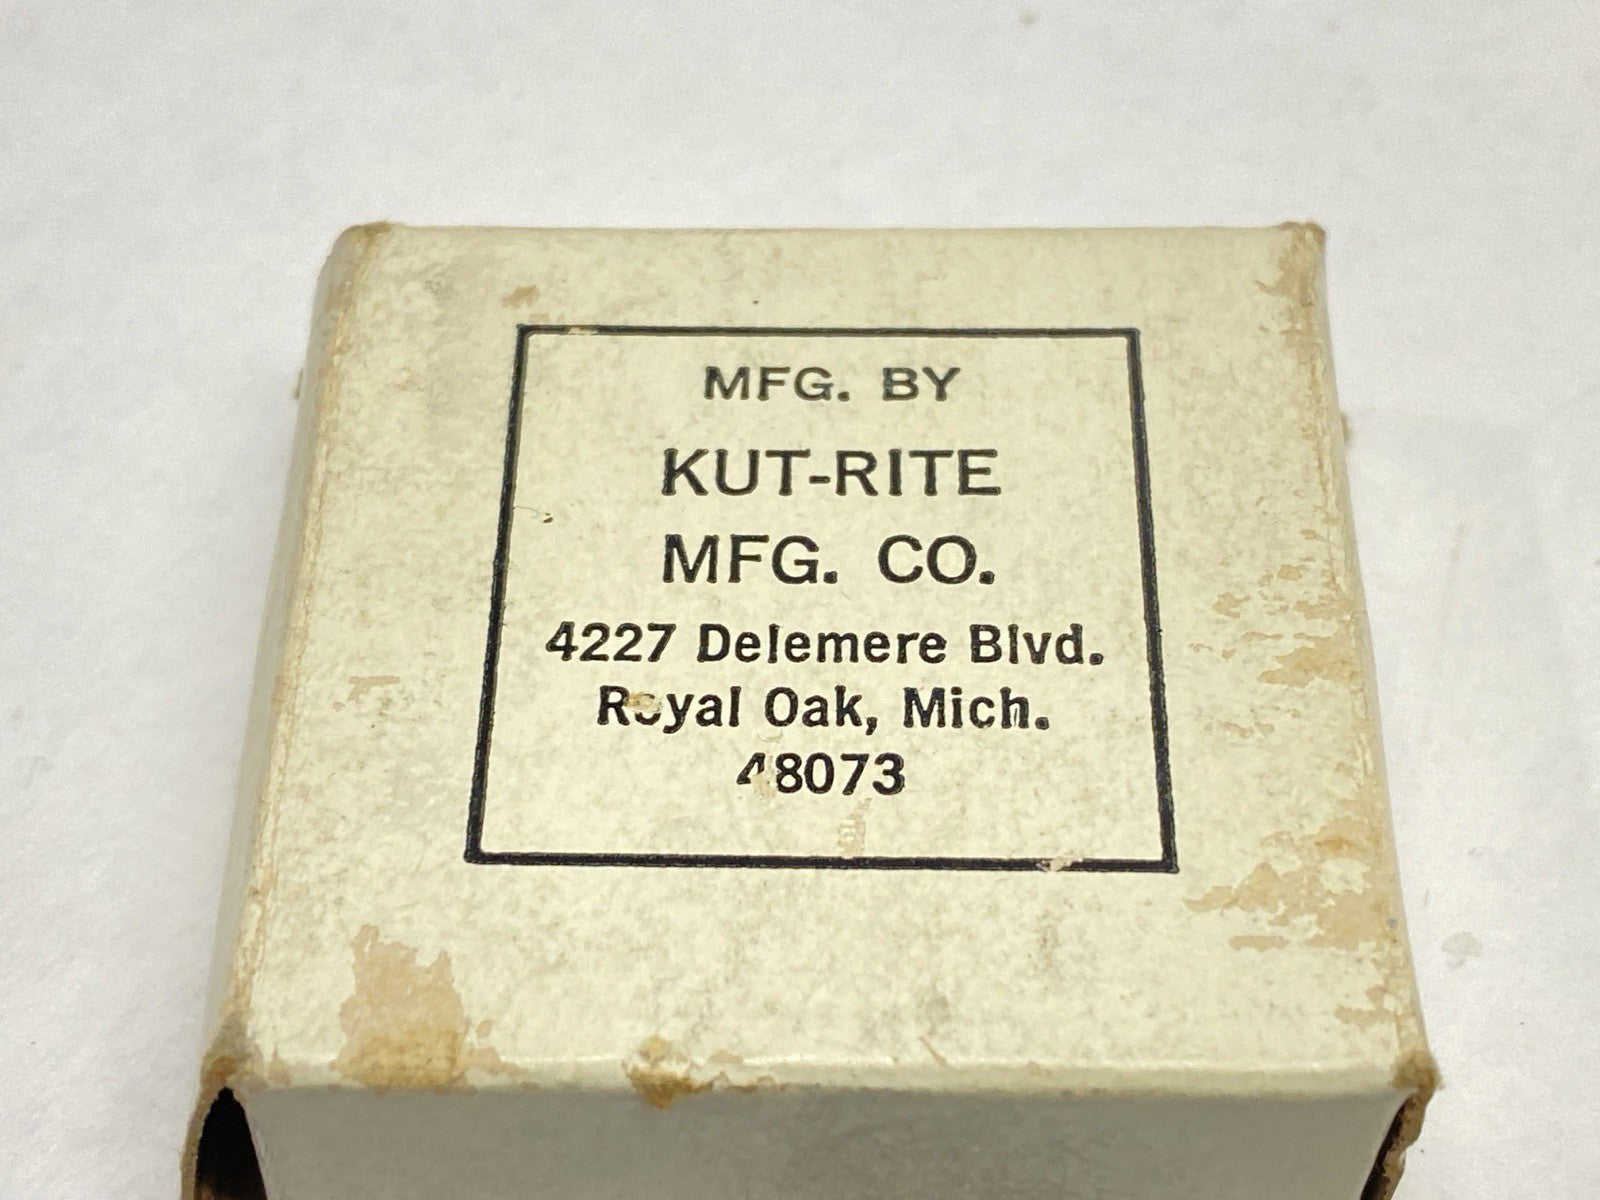 MFG. BY
KUT-RITE
MFG. CO.
4227 Delemere Blvd.
Royal Oak, Mich.
48073